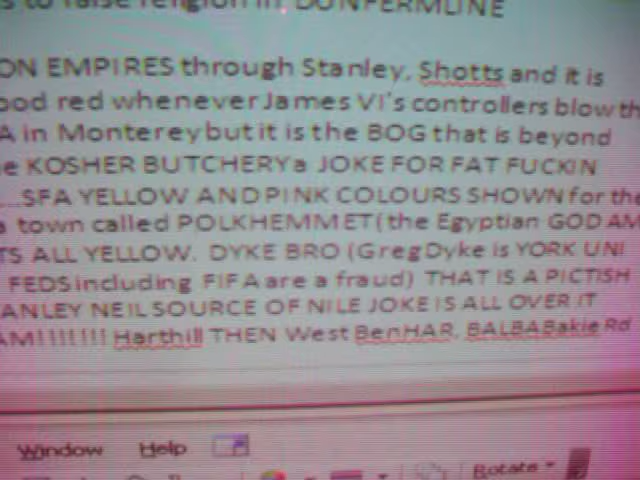 s to raise religion in DUNFERMLINE
ON EMPIRES through Stanley, Shotts and it is
ood red whenever James VI's controllers blow th
A in Monterey but it is the BOG that is beyond
e KOSHER BUTCHERY a JOKE FOR FAT FUCKIN
SFA YELLOW AND PINK COLOURS SHOWN for the
a town called POLKHEMMET (the Egyptian GOD AM
TS ALL YELLOW. DYKE BRO (Greg Dyke is YORK UNI
FEDS including FIFA are a fraud) THAT IS A PICTISH
ANLEY NEIL SOURCE OF NILE JOKE IS ALL OVER IT
AM!!!!!!!! Harthill THEN West BenHAR. BALBABakie Rd
Window Help
Rotate